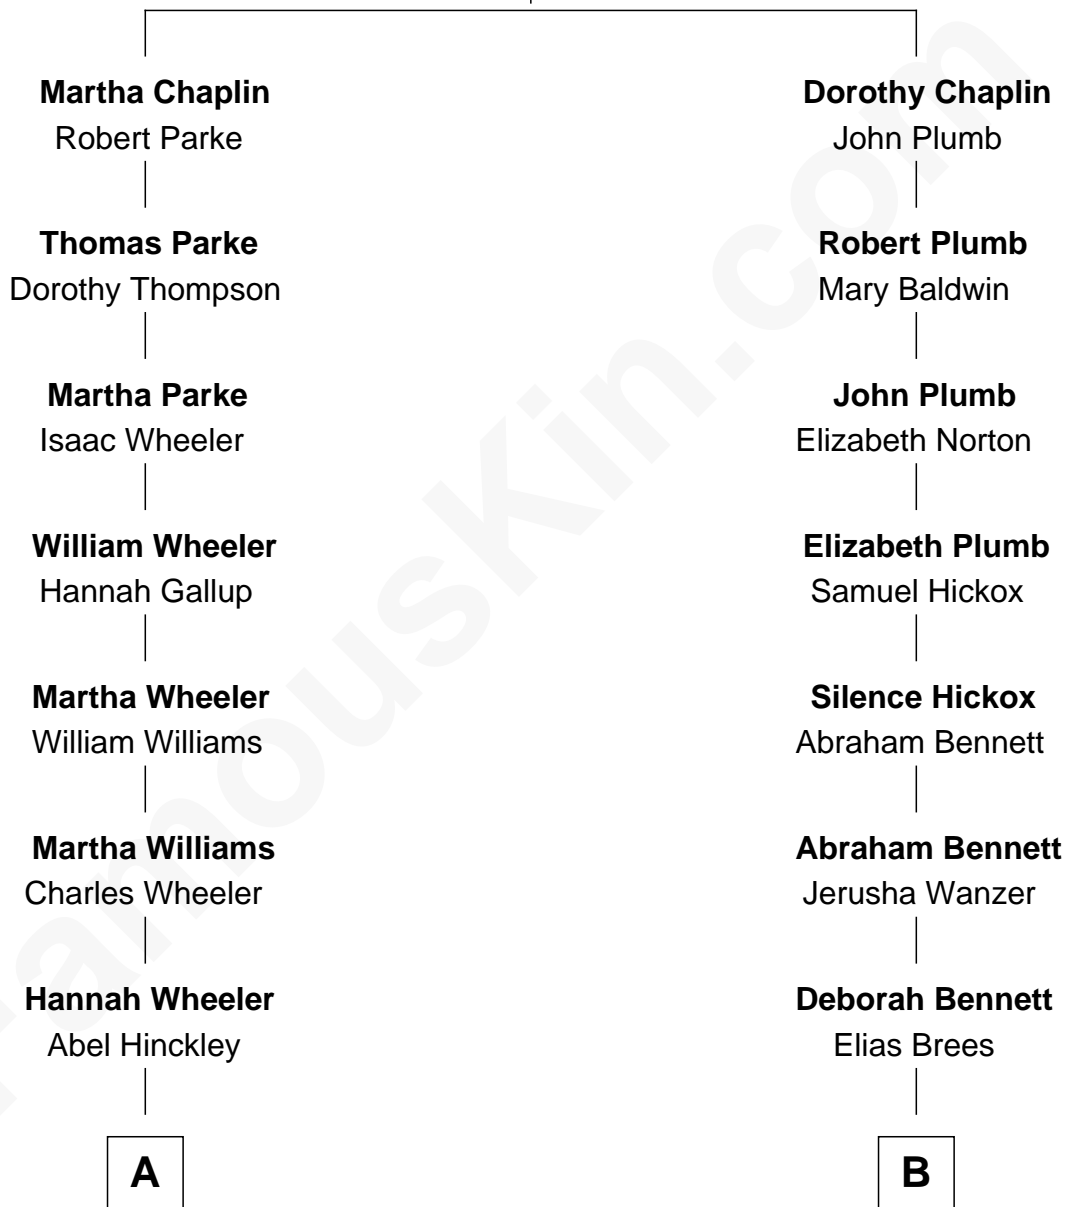 Martha Chaplin
Robert Parke
Thomas Parke
Dorothy Thompson
Martha Parke
Isaac Wheeler
William Wheeler
Hannah Gallup
Martha Wheeler
William Williams
Martha Williams
Charles Wheeler
Hannah Wheeler
Abel Hinckley
A
Dorothy Chaplin
John Plumb
Robert Plumb
Mary Baldwin
John Plumb
Elizabeth Norton
Elizabeth Plumb
Samuel Hickox
Silence Hickox
Abraham Bennett
Abraham Bennett
Jerusha Wanzer
Deborah Bennett
Elias Brees
B
FamousKin.com